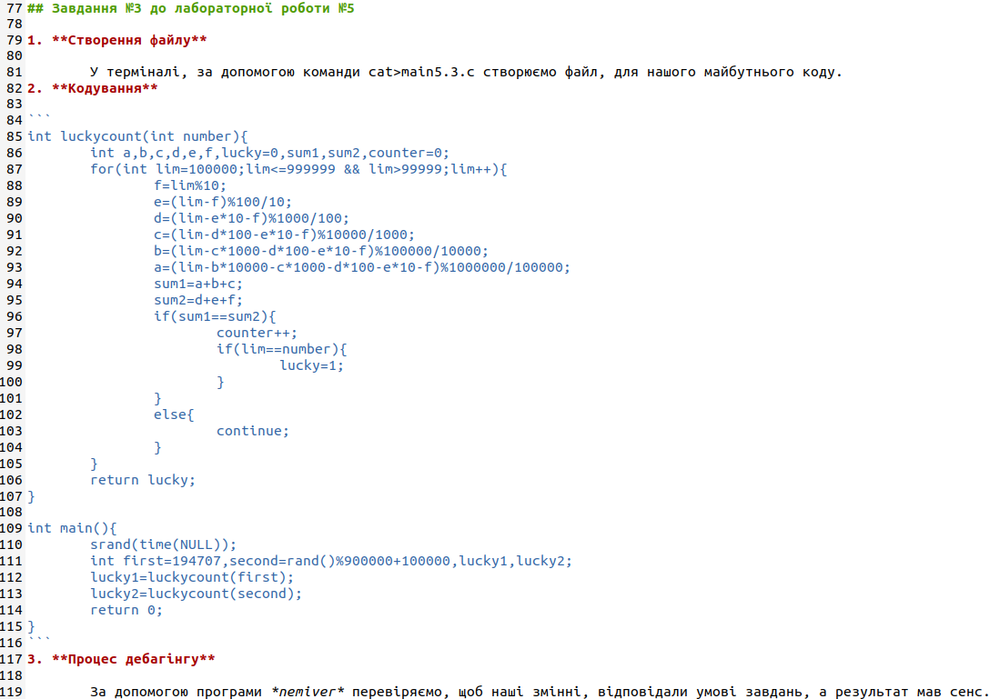 77 ## Завдання №3 до лабораторної роботи №5
78
79 1. **Створення файлу**
80
81 У терміналі, за допомогою команди cat>main5.3.c створюємо файл, для нашого майбутнього коду.
82 2. **Кодування**
83
84 ```
85 int luckycount(int number){
86 int a,b,c,d,e,f,lucky=0,sum1,sum2,counter=0;
87 for(int lim=100000;lim<=999999 && lim>99999;lim++){
88 f=lim%10;
89 e=(lim-f)%100/10;
90 d=(lim-e*10-f)%1000/100;
91 c=(lim-d*100-e*10-f)%10000/1000;
92 b=(lim-c*1000-d*100-e*10-f)%100000/10000;
93 a=(lim-b*10000-c*1000-d*100-e*10-f)%1000000/100000;
94 sum1=a+b+c;
95 sum2=d+e+f;
96 if(sum1==sum2){
97 counter++;
98 if(lim==number){
99 lucky=1;
100 }
101 }
102 else{
103 continue;
104 }
105 }
106 return lucky;
107 }
108
109 int main(){
110 srand(time(NULL));
111 int first=194707,second=rand()%900000+100000,lucky1,lucky2;
112 lucky1=luckycount(first);
113 lucky2=luckycount(second);
114 return 0;
115 }
116 ```
117 3. **Процес дебагінгу**
118
119 За допомогою програми *nemiver* перевіряємо, щоб наші змінні, відповідали умові завдань, а результат мав сенс.